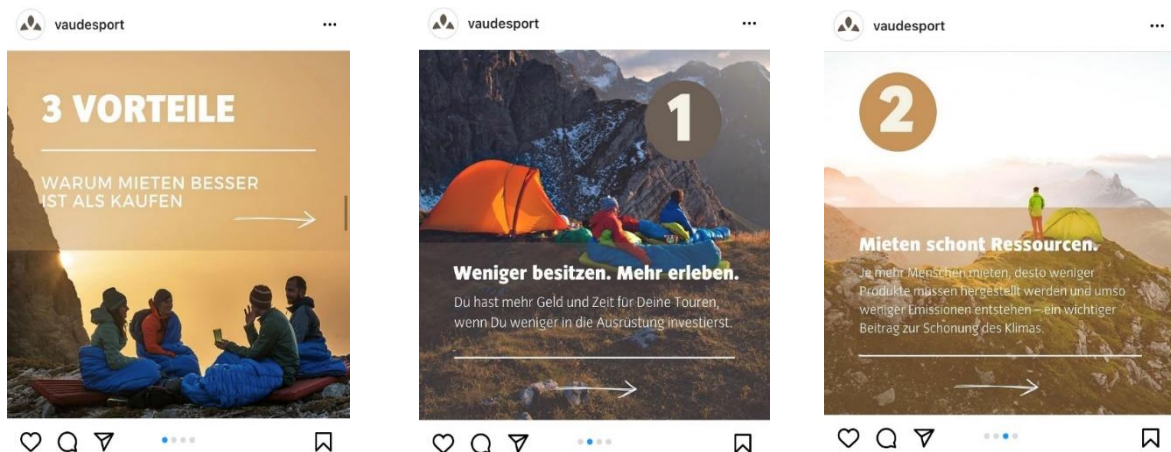 vaudesport
3 VORTEILE
WARUM MIETEN BESSER
IST ALS KAUFEN
vaudesport
1
Weniger besitzen. Mehr erleben.
Du hast mehr Geld und Zeit für Deine Touren,
wenn Du weniger in die Ausrüstung investierst.
vaudesport
2
Mieten schont Ressourcen.
Je mehr Menschen mieten, desto weniger
Produkte müssen hergestellt werden und umso
weniger Emissionen entstehen – ein wichtiger
Beitrag zur Schonung des Klimas.